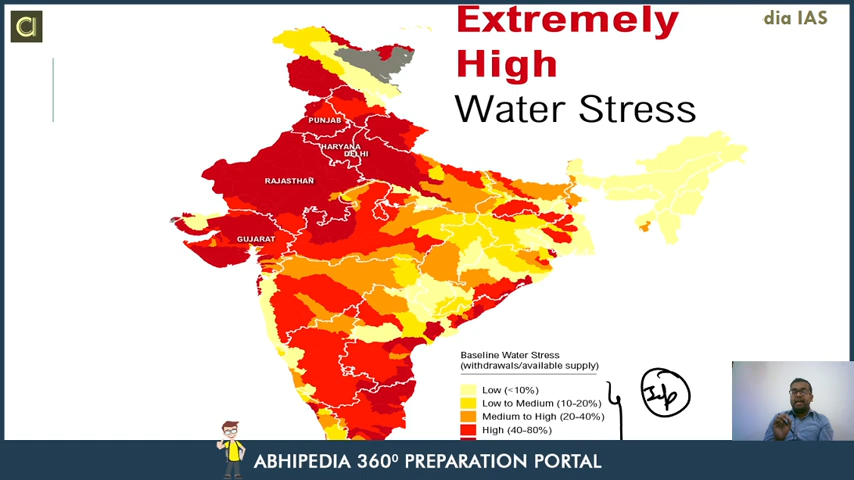 Extremely
dia IAS
High
Water Stress
PUNJAB
HARYANA
DELHI
RAJASTHAN
GUJARAT
Baseline Water Stress
(withdrawals/available supply)
Low (<10%)
Low to Medium (10-20%)
Medium to High (20-40%)
High (40-80%)
ABHIPEDIA 360⁰ PREPARATION PORTAL